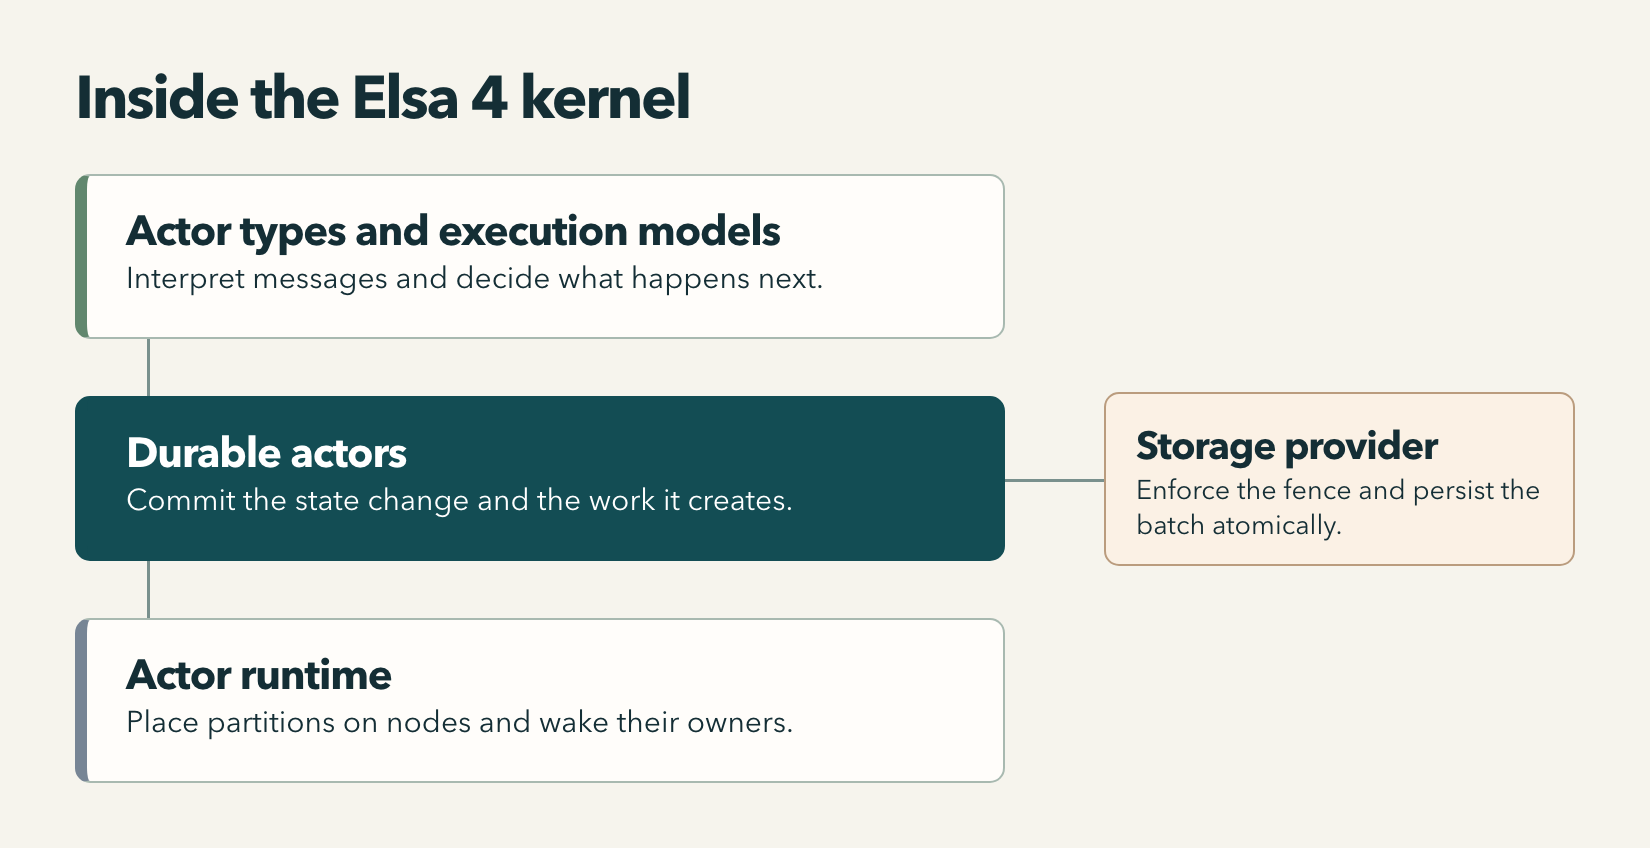 Inside the Elsa 4 kernel
Actor types and execution models
Interpret messages and decide what happens next.
Durable actors
Commit the state change and the work it creates.
Storage provider
Enforce the fence and persist the
batch atomically.
Actor runtime
Place partitions on nodes and wake their owners.